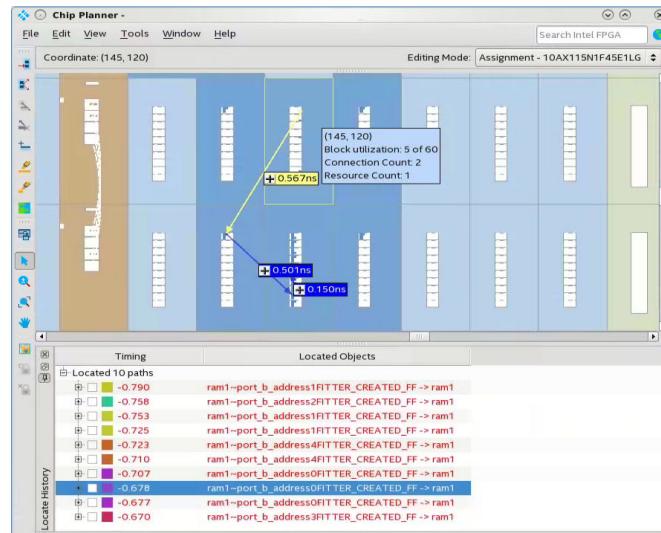 Chip Planner -
File Edit View Tools Window Help
Search Intel FPGA
Coordinate: (145, 120)
Editing Mode: Assignment - 10AX115N1F45E1LG
(145, 120)
Block utilization: 5 of 60
Connection Count: 2
Resource Count: 1
0.567ns
0.501ns
0.150ns
Timing Located Objects
Located 10 paths
-0.790 ram1~port_b_address1FITTER_CREATED_FF -> ram1
-0.758 ram1~port_b_address2FITTER_CREATED_FF -> ram1
-0.753 ram1~port_b_address1FITTER_CREATED_FF -> ram1
-0.725 ram1~port_b_address1FITTER_CREATED_FF -> ram1
-0.723 ram1~port_b_address4FITTER_CREATED_FF -> ram1
-0.710 ram1~port_b_address4FITTER_CREATED_FF -> ram1
-0.707 ram1~port_b_address0FITTER_CREATED_FF -> ram1
-0.678 ram1~port_b_address0FITTER_CREATED_FF -> ram1
-0.677 ram1~port_b_address0FITTER_CREATED_FF -> ram1
-0.670 ram1~port_b_address3FITTER_CREATED_FF -> ram1
Locate History